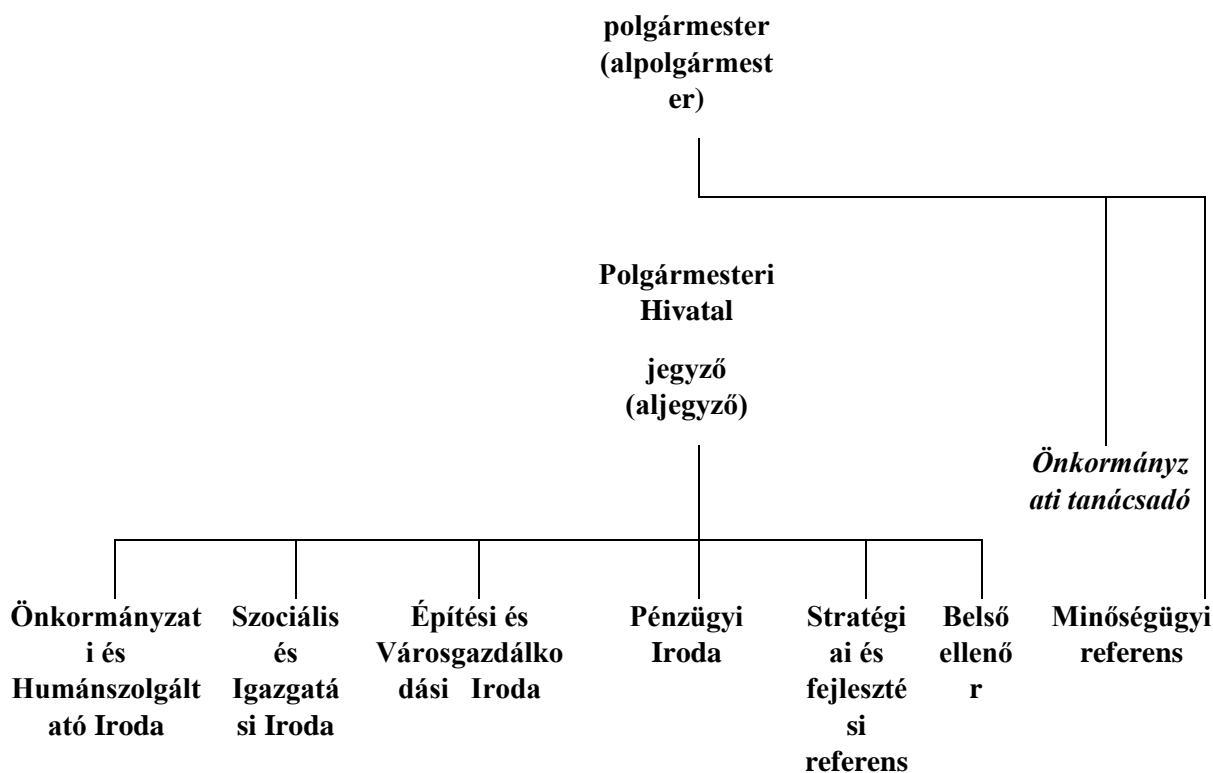 polgármester
(alpolgármest
er)
Polgármesteri
Hivatal
jegyző
(aljegyző)
Önkormányz
ati tanácsadó
Önkormányzat
i és
Humánszolgált
ató Iroda
Szociális
és
Igazgatá
si Iroda
Építési és
Városgazdálko
dási Iroda
Pénzügyi
Iroda
Stratégi
ai és
fejleszté
si
referens
Belső
ellenő
r
Minőségügyi
referens